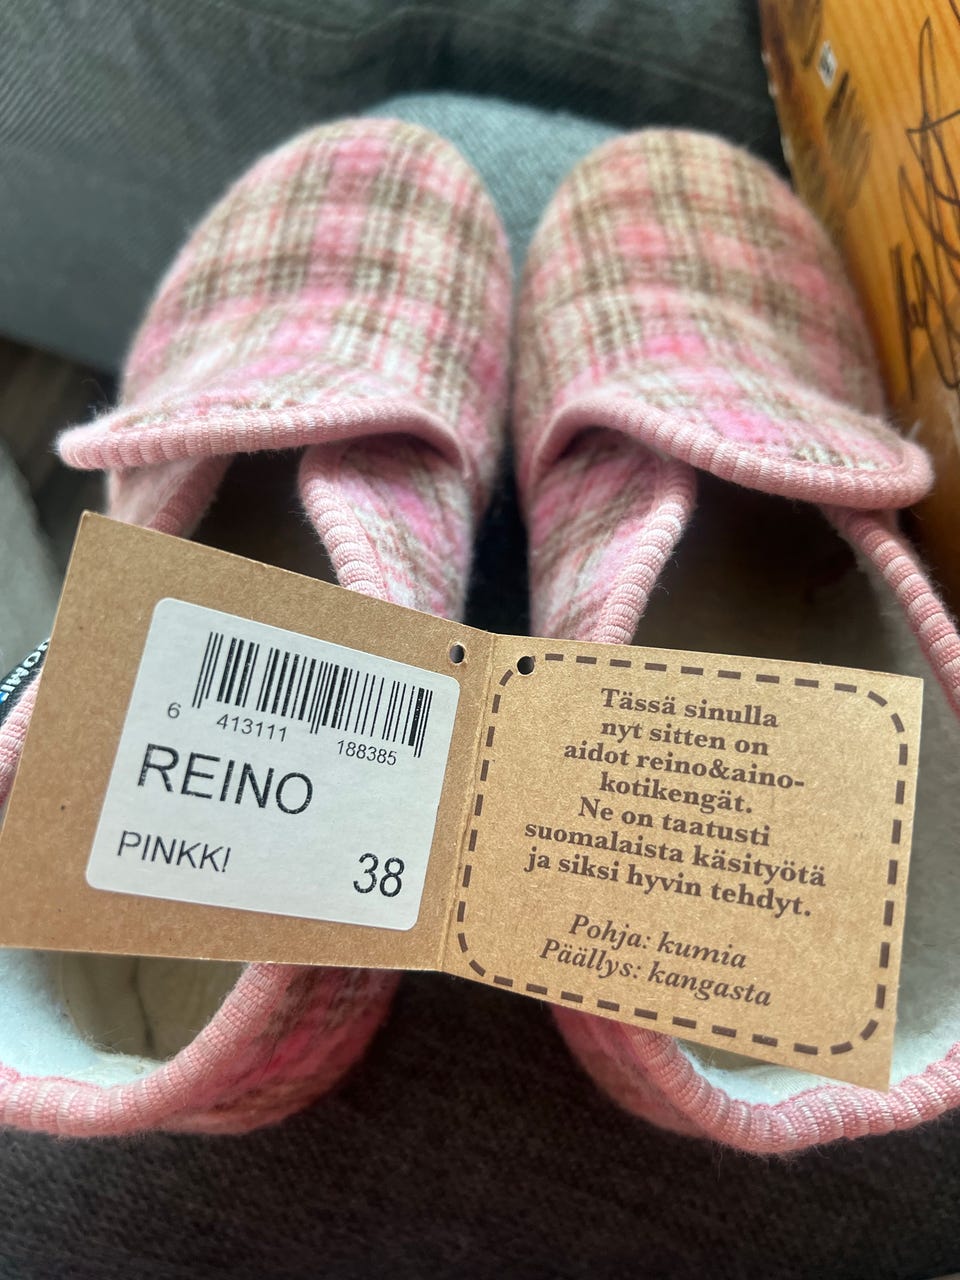 6 413111 188385
REINO
PINKKI
38
Tässä sinulla
nyt sitten on
aidot reino&aino-
kotikengät.
Ne on taatusti
suomalaista käsityötä
ja siksi hyvin tehdyt.
Pohja: kumia
Päällys: kangasta